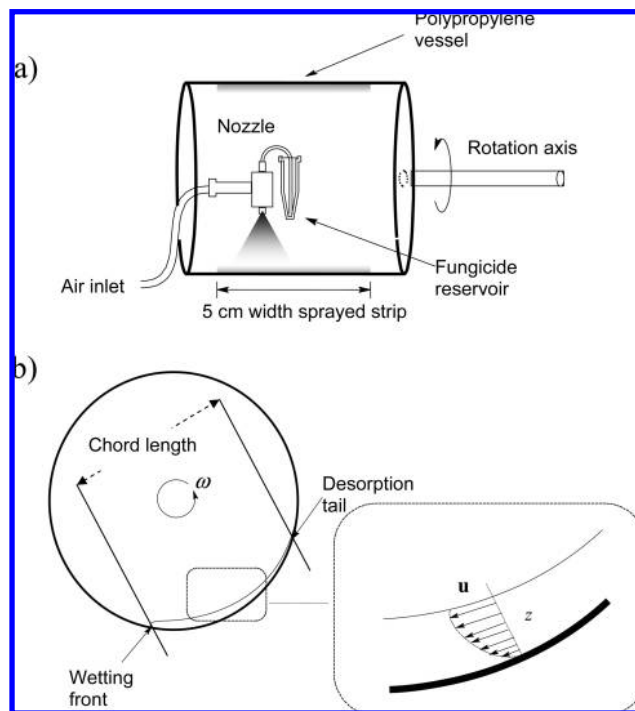 Polypropylene
vessel
a)
Nozzle
Rotation axis
Air inlet
Fungicide
reservoir
5 cm width sprayed strip
b)
Chord length
ω
Desorption
tail
u
z
Wetting
front